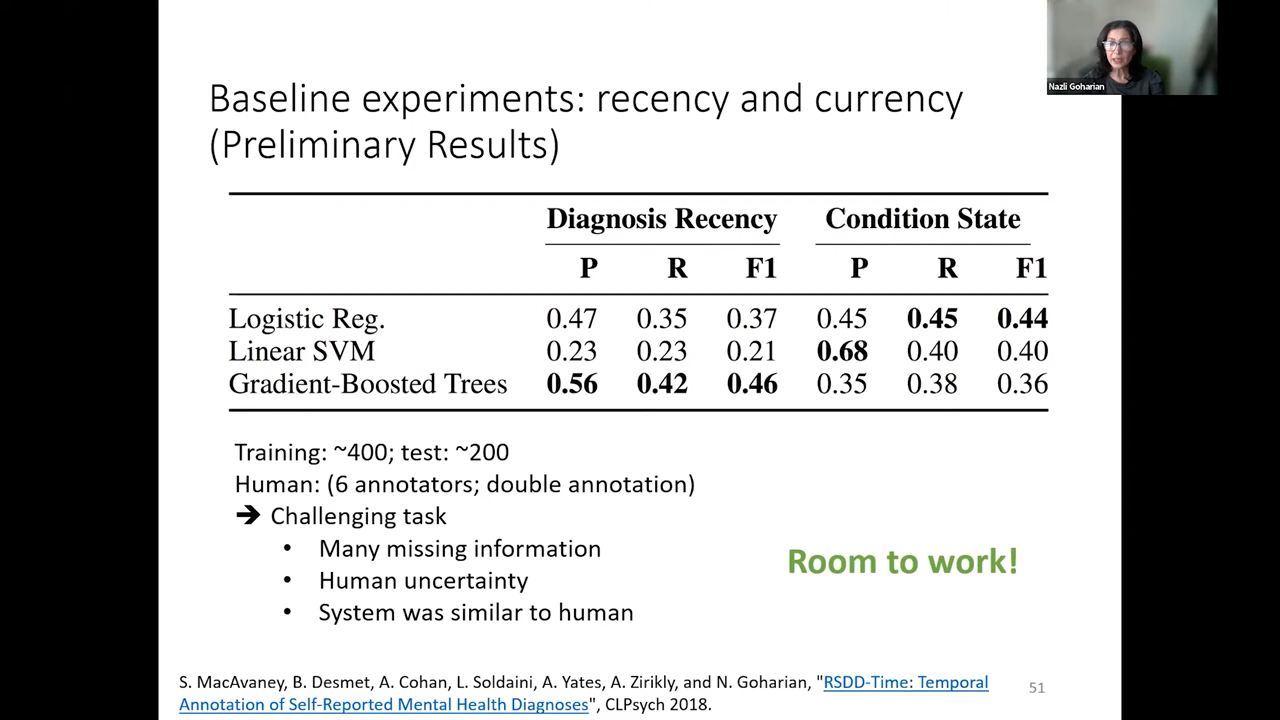 Nazli Goharian
Baseline experiments: recency and currency
(Preliminary Results)
Diagnosis Recency Condition State
P R F1 P R F1
Logistic Reg. 0.47 0.35 0.37 0.45 0.45 0.44
Linear SVM 0.23 0.23 0.21 0.68 0.40 0.40
Gradient-Boosted Trees 0.56 0.42 0.46 0.35 0.38 0.36
Training: ~400; test: ~200
Human: (6 annotators; double annotation)
➔ Challenging task
• Many missing information
• Human uncertainty
• System was similar to human
Room to work!
S. MacAvaney, B. Desmet, A. Cohan, L. Soldaini, A. Yates, A. Zirikly, and N. Goharian, "RSDD-Time: Temporal
Annotation of Self-Reported Mental Health Diagnoses", CLPsych 2018.
51